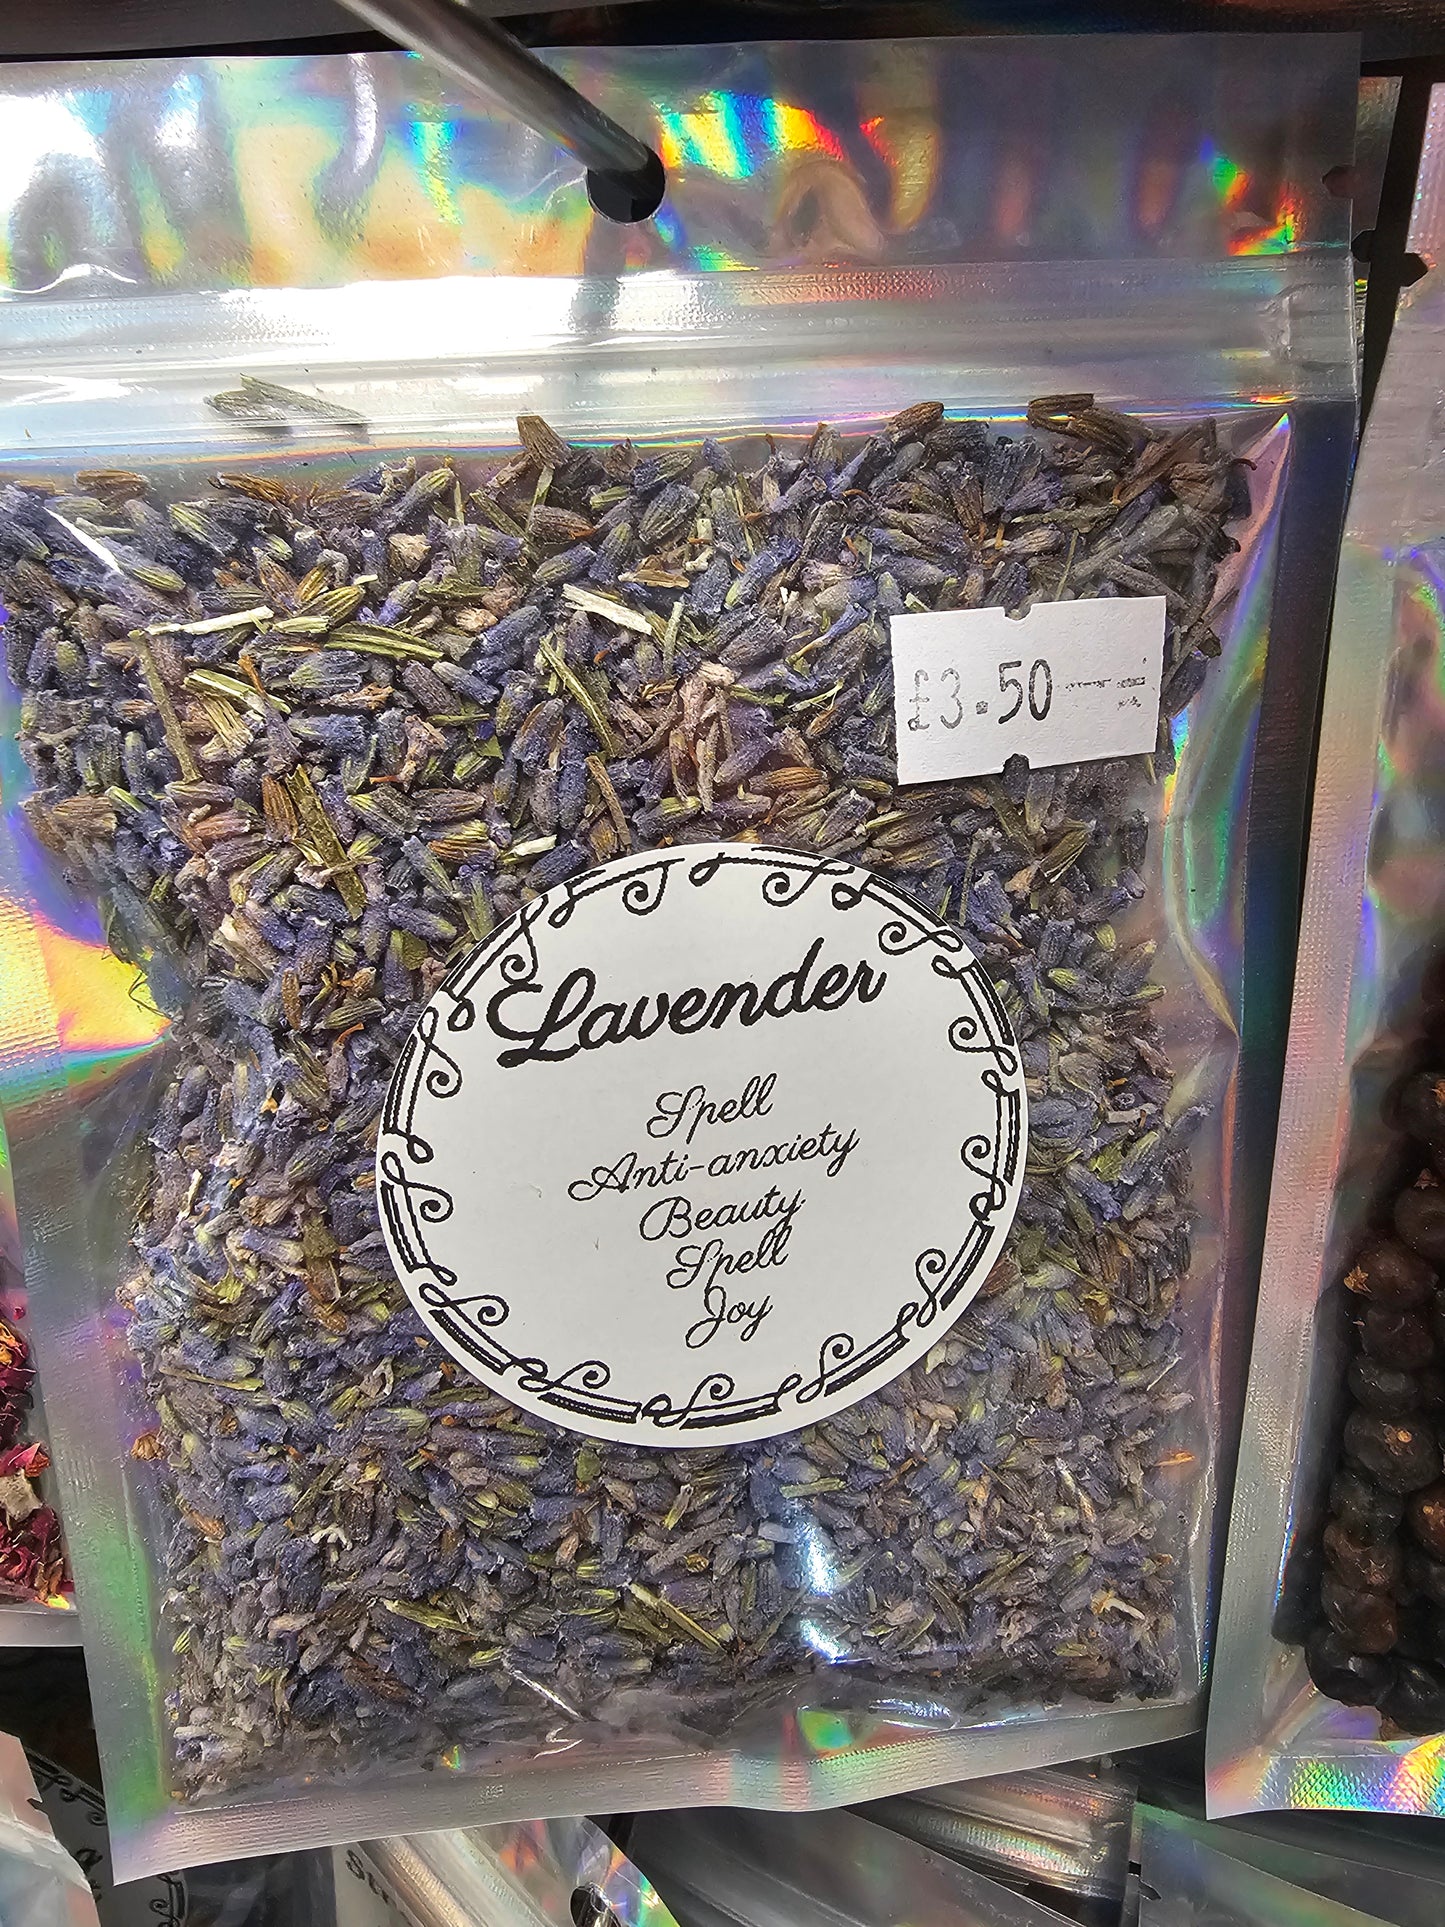 £3.50
Lavender
Spell
Anti-anxiety
Beauty
Spell
Joy